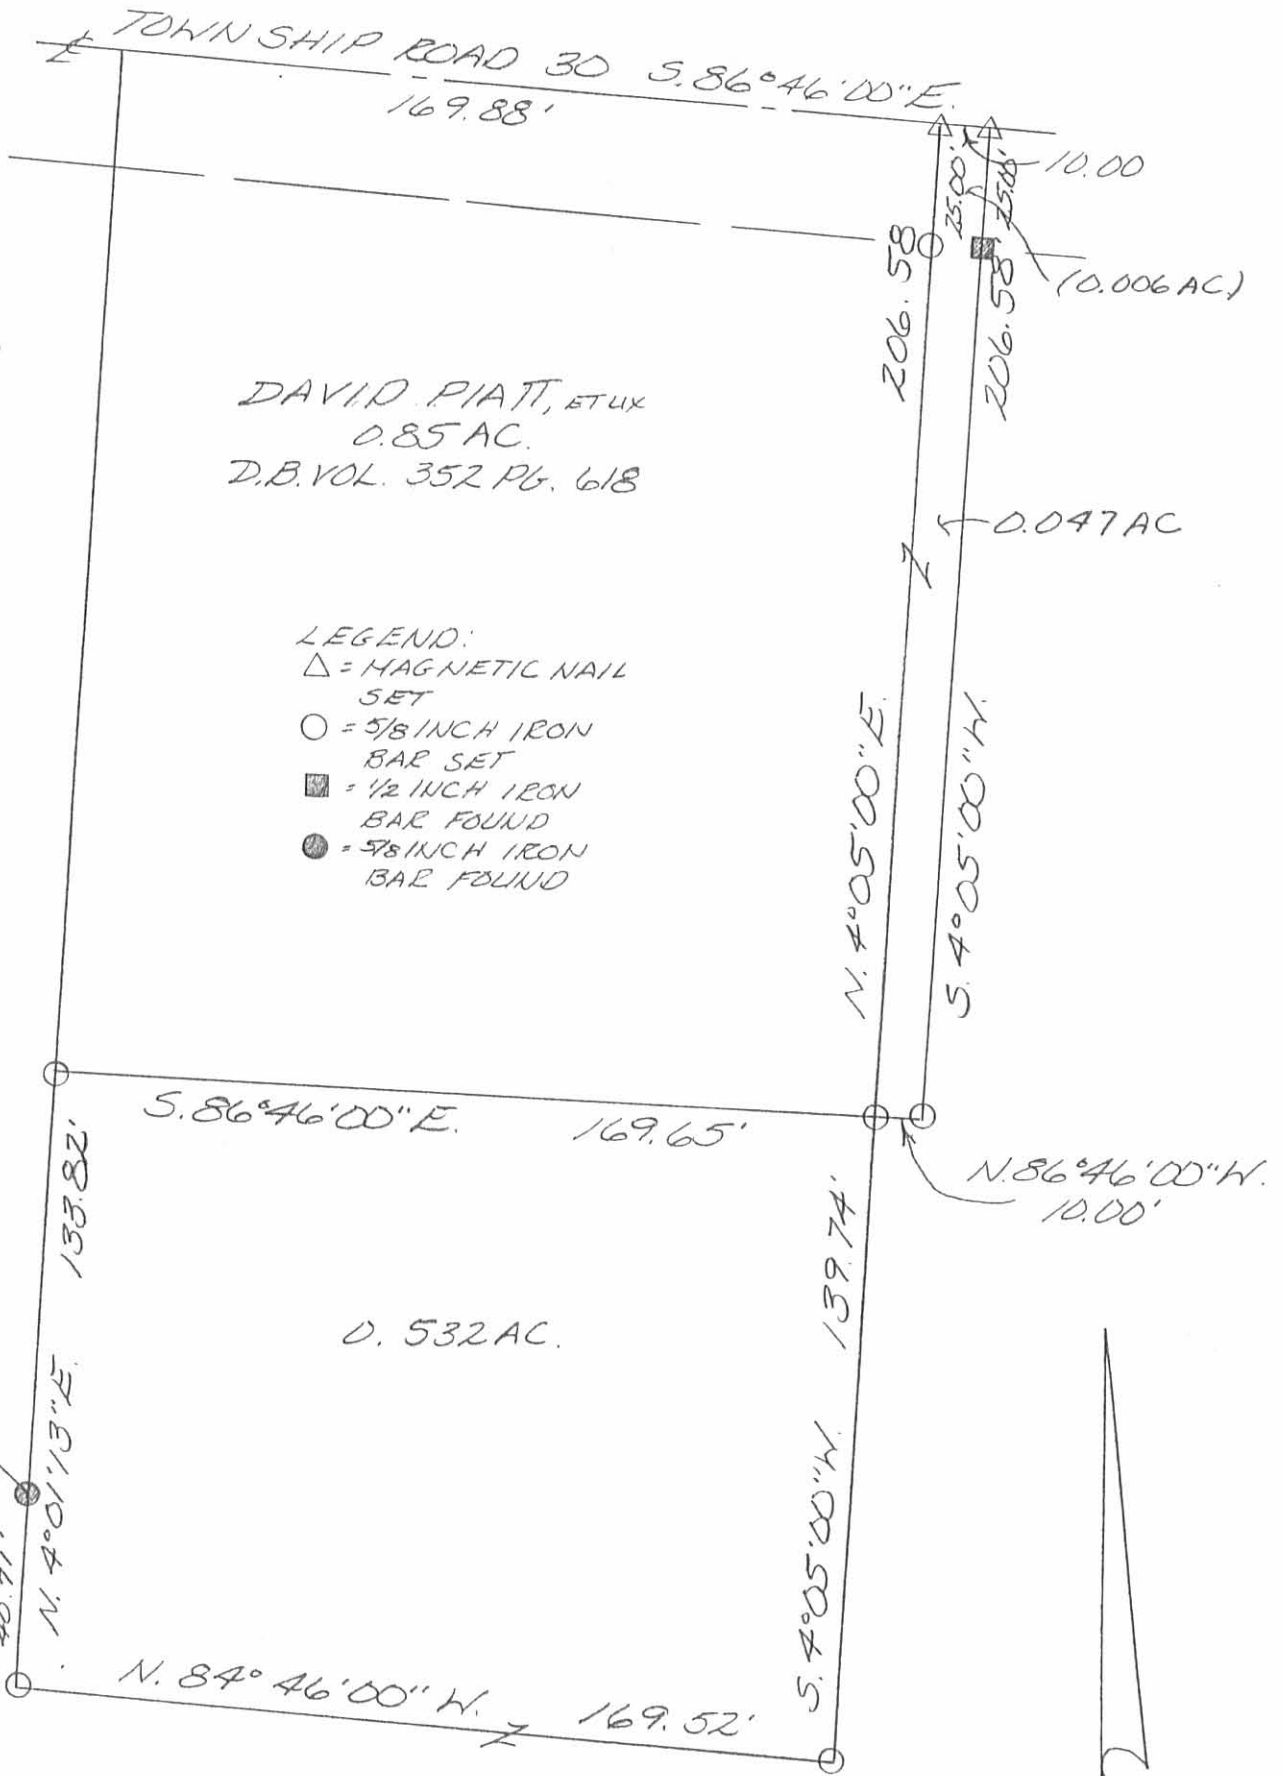 TOWNSHIP ROAD 30 S.86°46'00"E.
169.88'
10.00
25.00'
25.00'
(0.006 AC)
206.58
206.58'
DAVID PIATT, ET UX
0.85 AC.
D.B. VOL. 352 PG. 618
0.047 AC
LEGEND:
△ = MAGNETIC NAIL
SET
○ = 5/8 INCH IRON
BAR SET
■ = 1/2 INCH IRON
BAR FOUND
● = 5/8 INCH IRON
BAR FOUND
N. 4°05'00"E.
S. 4°05'00"W.
S.86°46'00"E. 169.65'
N.86°46'00"W.
10.00'
133.82'
139.74'
0.532 AC.
N. 4°01'13"E.
S. 4°05'00"W.
N. 84°46'00"W. 169.52'